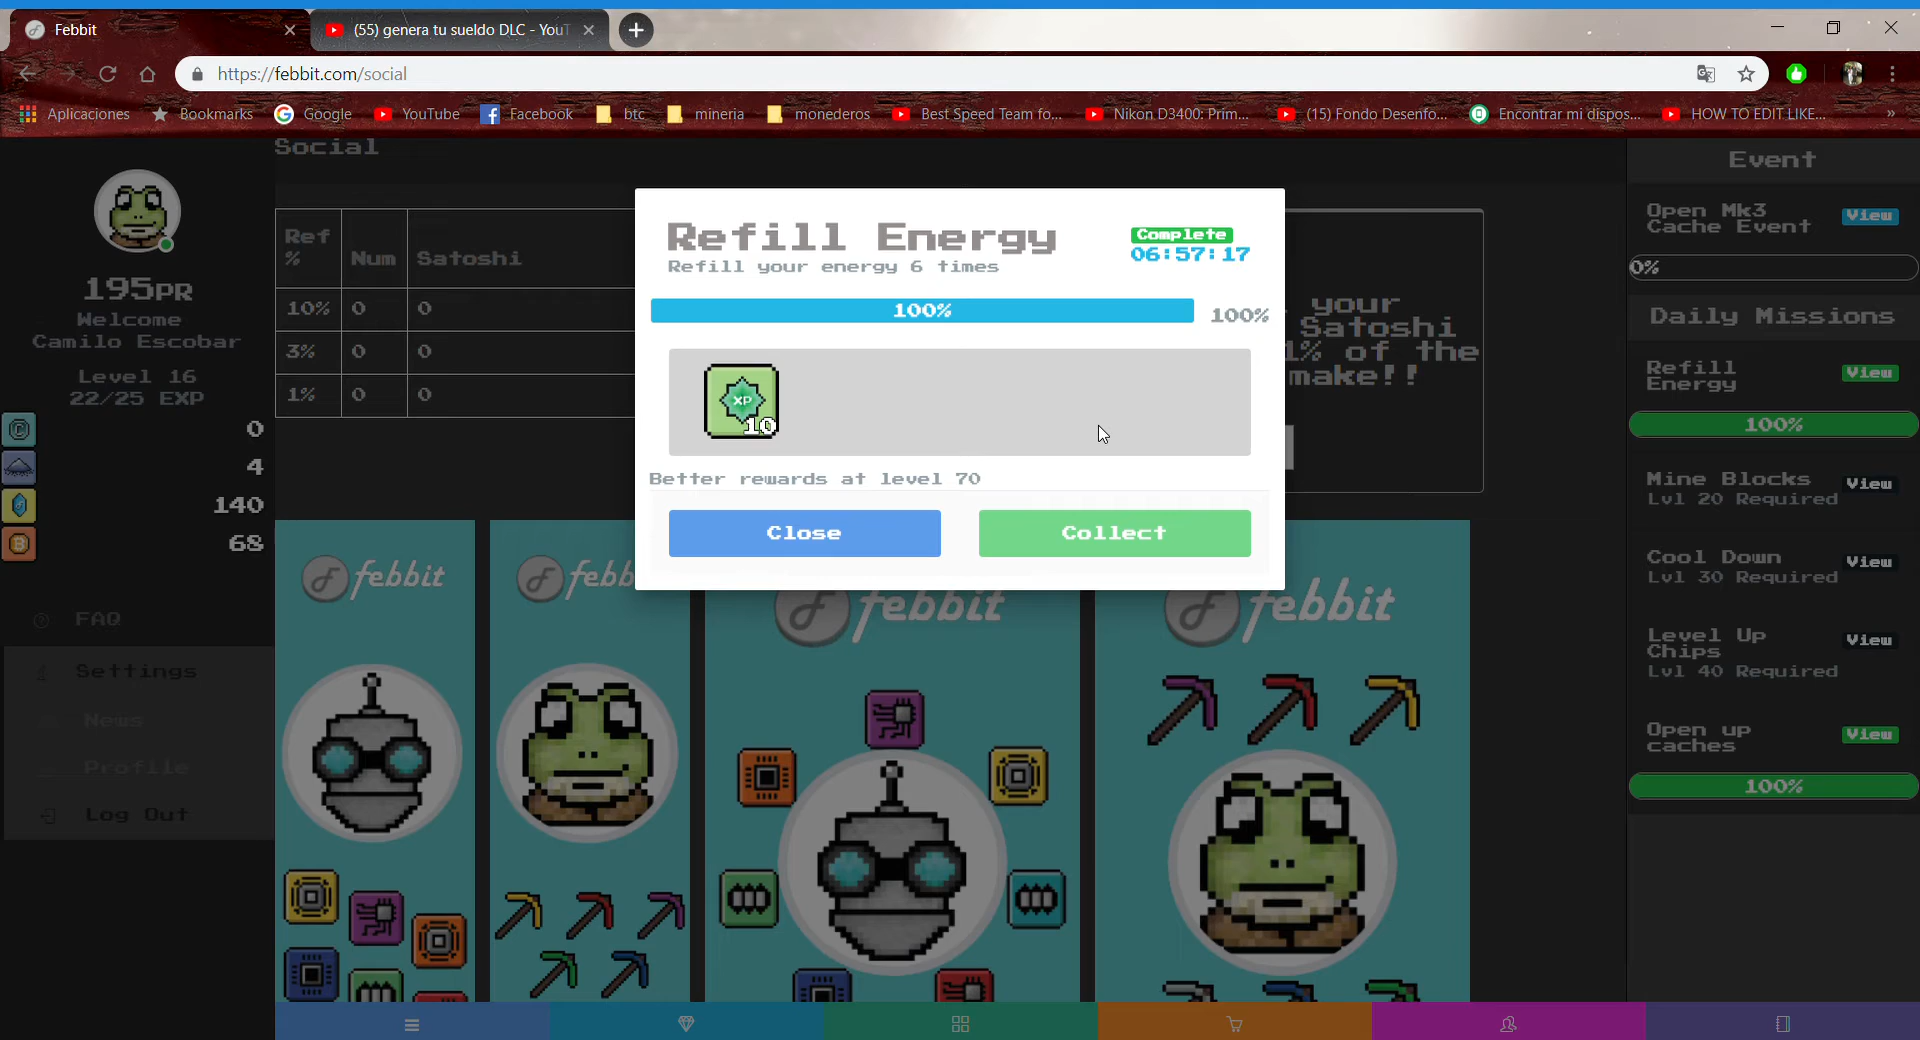 Febbit
(55) genera tu sueldo DLC - YouT
https://febbit.com/social
Aplicaciones
Bookmarks
Google
YouTube
Facebook
btc
mineria
monederos
Best Speed Team fo...
Nikon D3400: Prim...
(15) Fondo Desenfo...
Encontrar mi dispos...
HOW TO EDIT LIKE...
»
Social
195PR
Welcome
Camilo Escobar
Level 16
22/25 EXP
0
4
140
68
FAQ
Settings
News
Profile
Log Out
Ref % Num Satoshi
10% 0 0
3% 0 0
1% 0 0
your
Satoshi
1% of the
make!!
Refill Energy
Refill your energy 6 times
Complete
06:57:17
100%
100%
XP
10
Better rewards at level 70
Close
Collect
febbit
febb
febbit
febbit
Event
Open Mk3
Cache Event
View
0%
Daily Missions
Refill
Energy
View
100%
Mine Blocks
Lvl 20 Required
View
Cool Down
Lvl 30 Required
View
Level Up
Chips
Lvl 40 Required
View
Open up
caches
View
100%